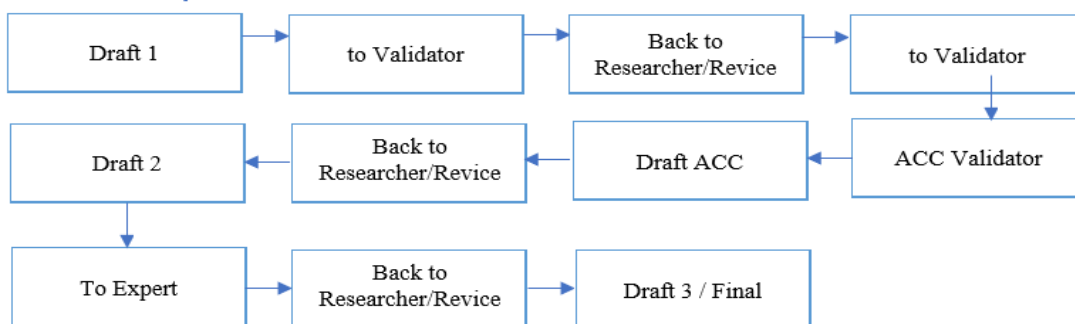 Draft 1
to Validator
Back to
Researcher/Revice
to Validator
ACC Validator
Draft ACC
Back to
Researcher/Revice
Draft 2
To Expert
Back to
Researcher/Revice
Draft 3 / Final